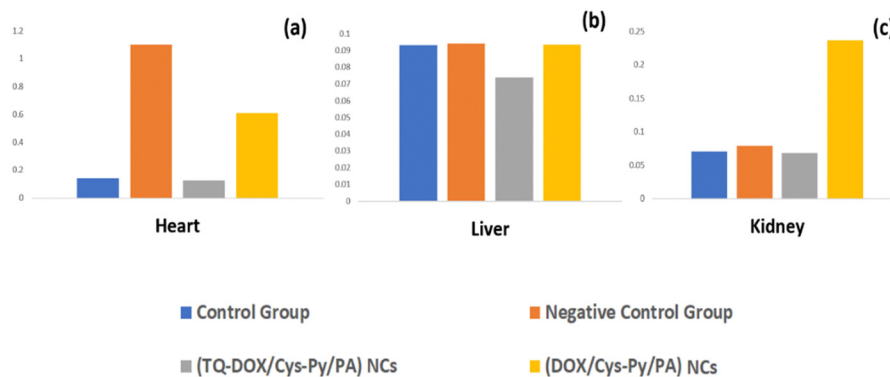 (a)
1.2
1
0.8
0.6
0.4
0.2
0
Heart
(b)
0.1
0.09
0.08
0.07
0.06
0.05
0.04
0.03
0.02
0.01
0
Liver
(c)
0.25
0.2
0.15
0.1
0.05
0
Kidney
Control Group
Negative Control Group
(TQ-DOX/Cys-Py/PA) NCs
(DOX/Cys-Py/PA) NCs